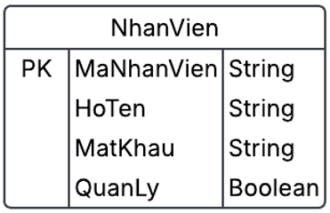 NhanVien
PK MaNhanVien String
HoTen String
MatKhau String
QuanLy Boolean